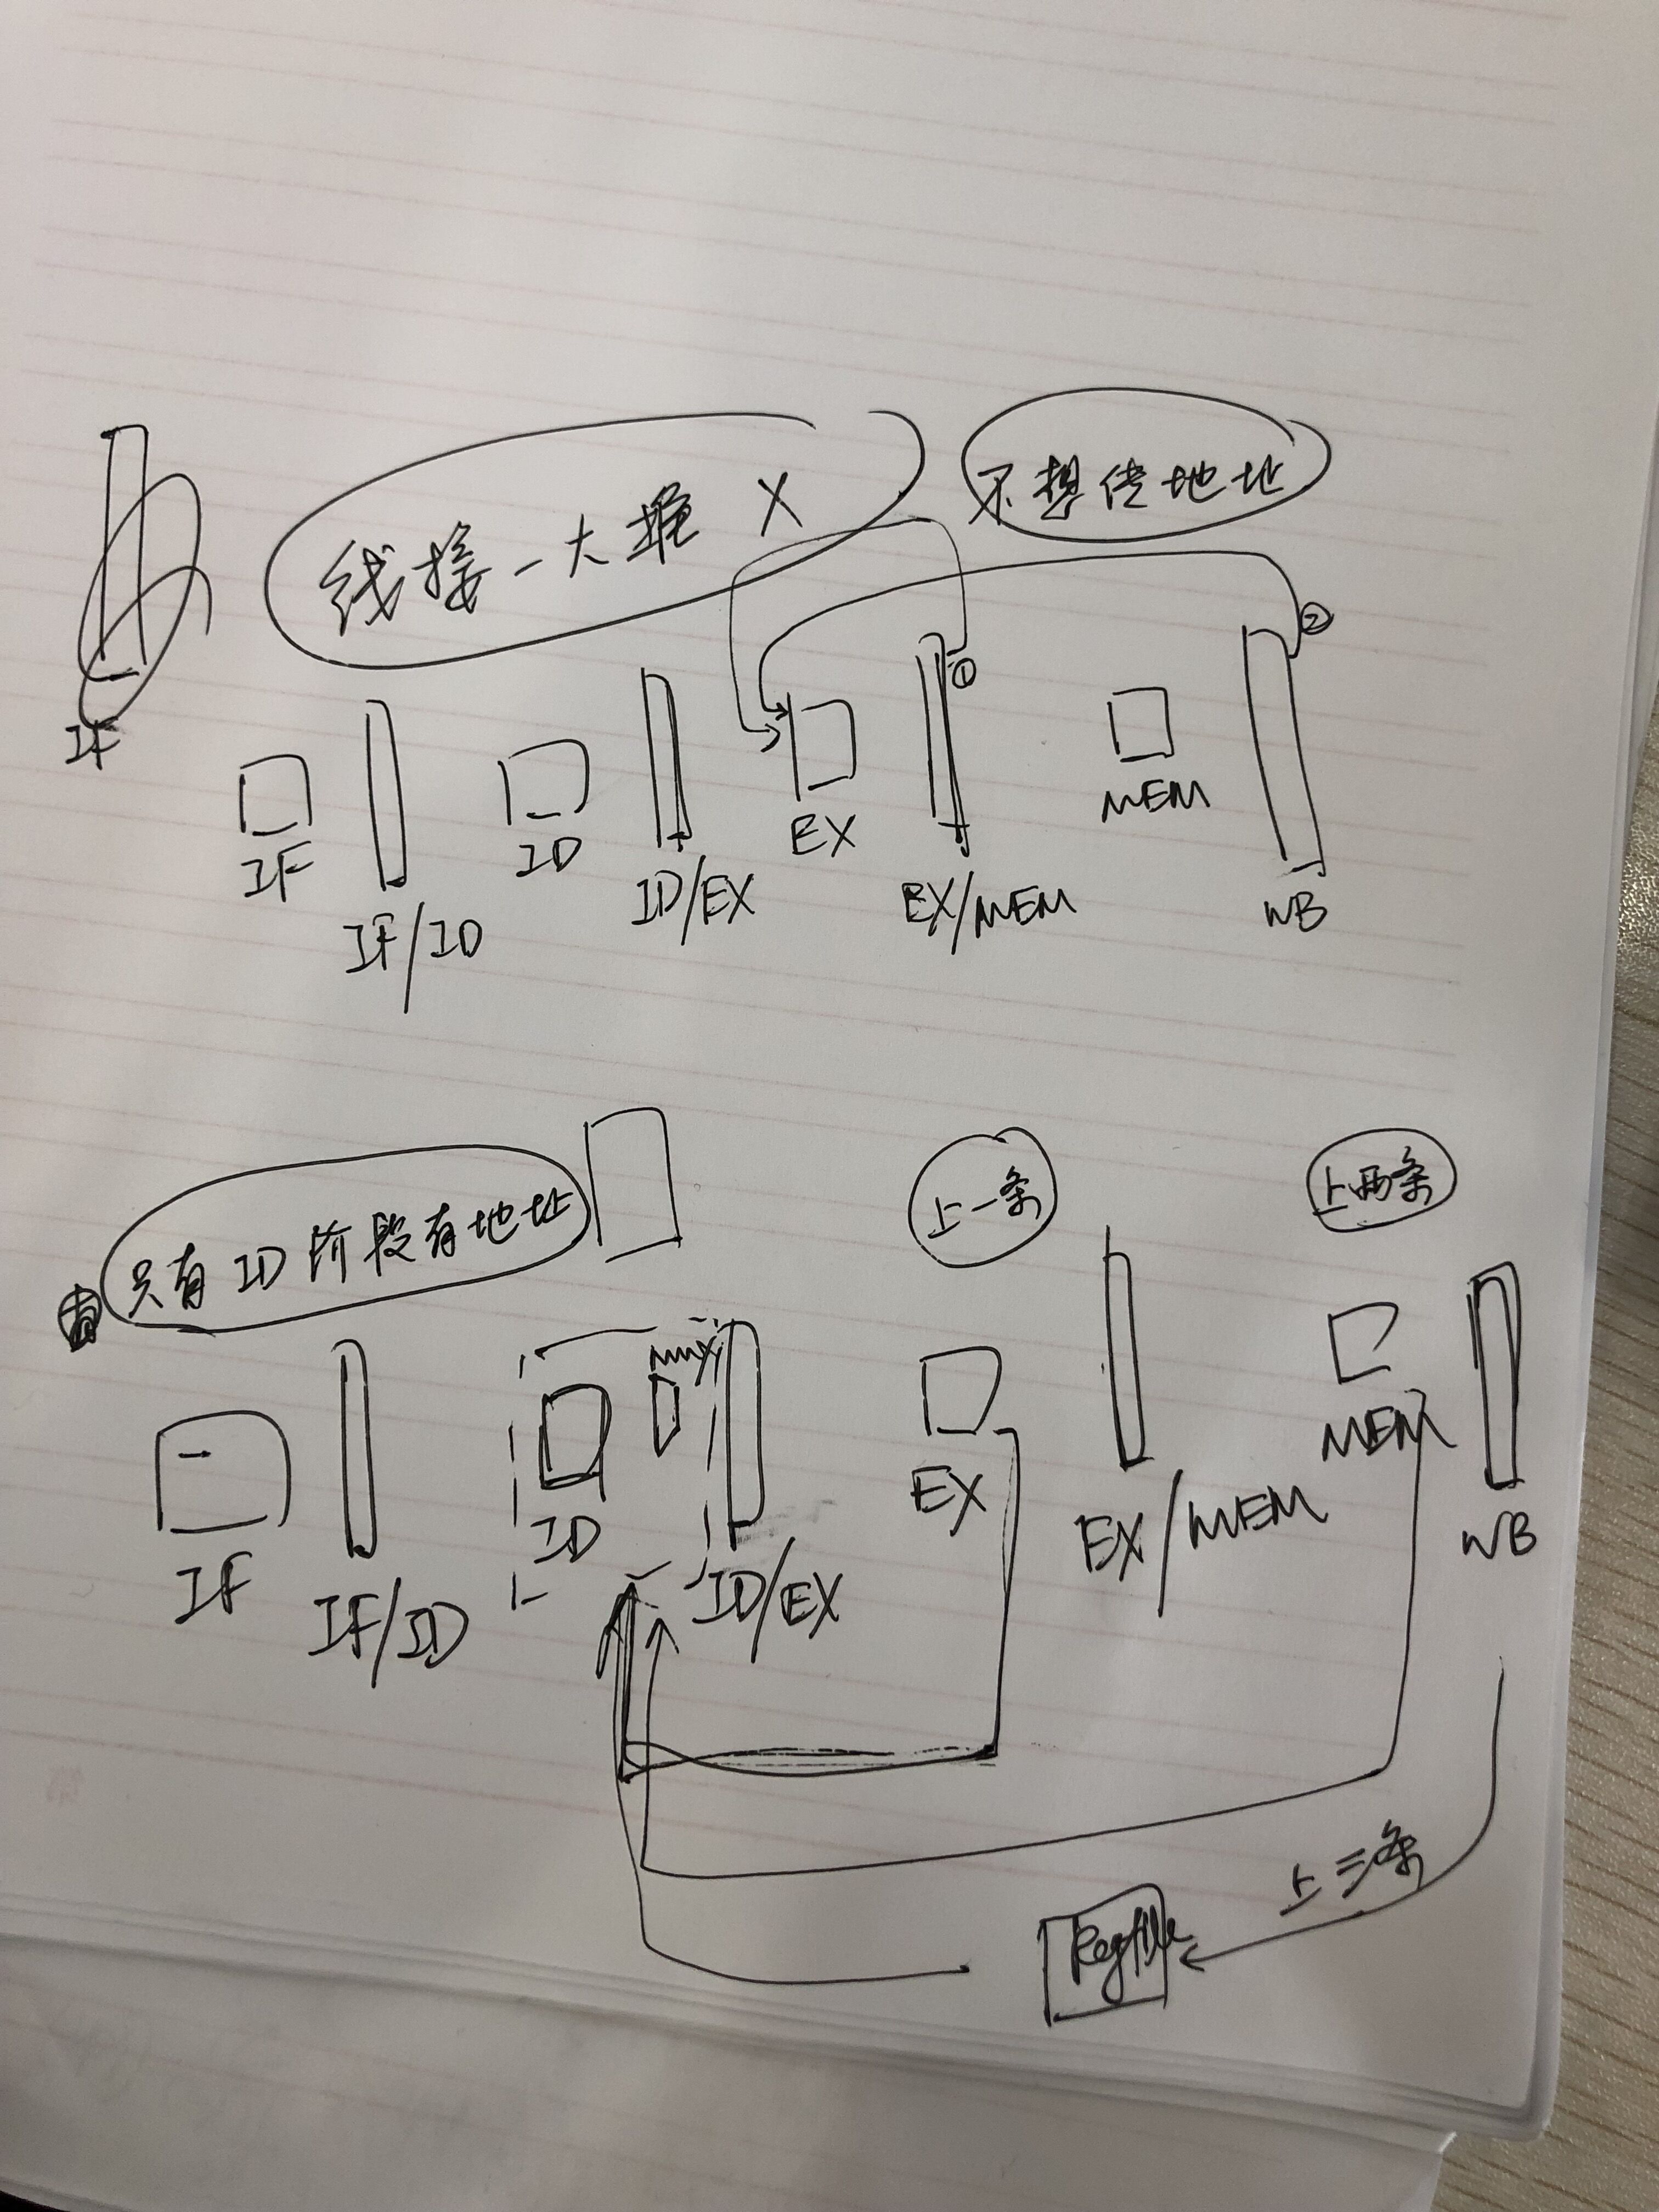 线接一大堆 X
不想传地址
①
②
IF
IF
IF/ID
ID
ID/EX
EX
EX/MEM
MEM
WB
只有ID阶段有地址
上一条
上两条
mux
IF
IF/ID
ID
ID/EX
EX
EX/MEM
MEM
WB
上三条
Regfile